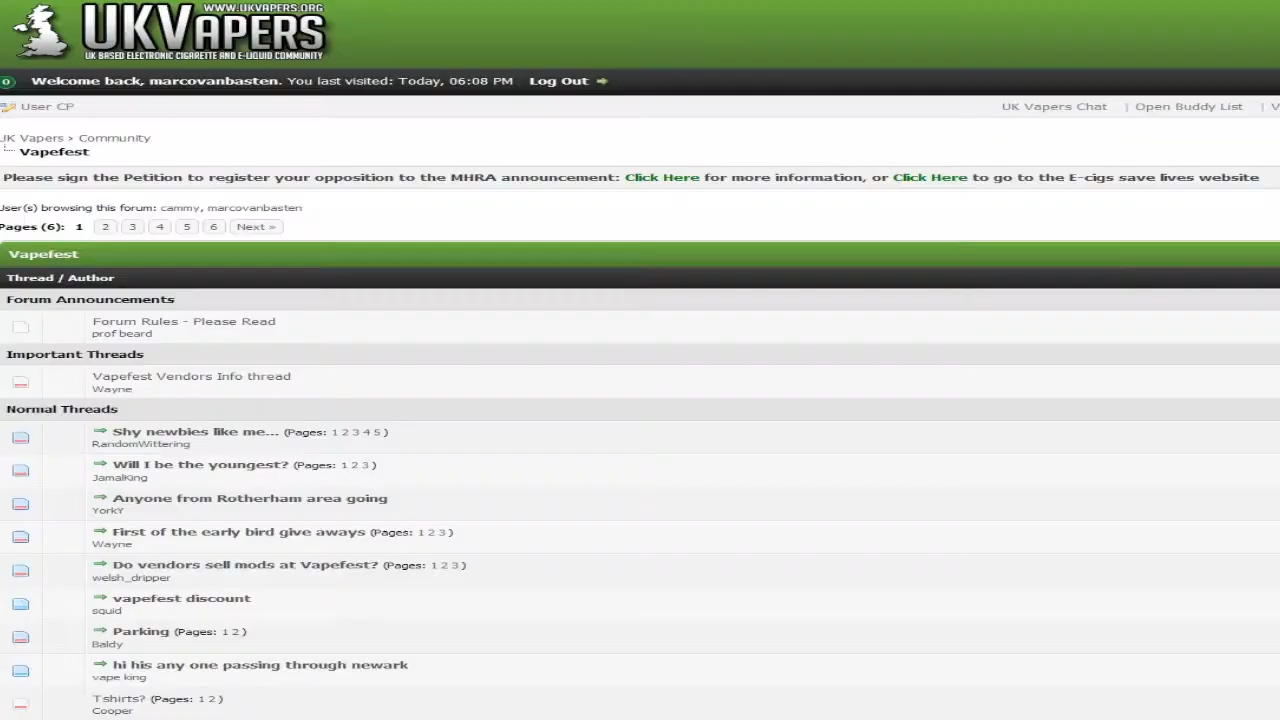 WWW.UKVAPERS.ORG
UKVAPERS
UK BASED ELECTRONIC CIGARETTE AND E-LIQUID COMMUNITY
0 Welcome back, marcovanbasten. You last visited: Today, 06:08 PM Log Out
User CP UK Vapers Chat | Open Buddy List | V
UK Vapers > Community
Vapefest
Please sign the Petition to register your opposition to the MHRA announcement: Click Here for more information, or Click Here to go to the E-cigs save lives website
User(s) browsing this forum: cammy, marcovanbasten
Pages (6): 1 2 3 4 5 6 Next »
Vapefest
Thread / Author
Forum Announcements
Forum Rules - Please Read
prof beard
Important Threads
Vapefest Vendors Info thread
Wayne
Normal Threads
Shy newbies like me... (Pages: 1 2 3 4 5 )
RandomWittering
Will I be the youngest? (Pages: 1 2 3 )
JamalKing
Anyone from Rotherham area going
YorkY
First of the early bird give aways (Pages: 1 2 3 )
Wayne
Do vendors sell mods at Vapefest? (Pages: 1 2 3 )
welsh_dripper
vapefest discount
squid
Parking (Pages: 1 2 )
Baldy
hi his any one passing through newark
vape king
Tshirts? (Pages: 1 2 )
Cooper